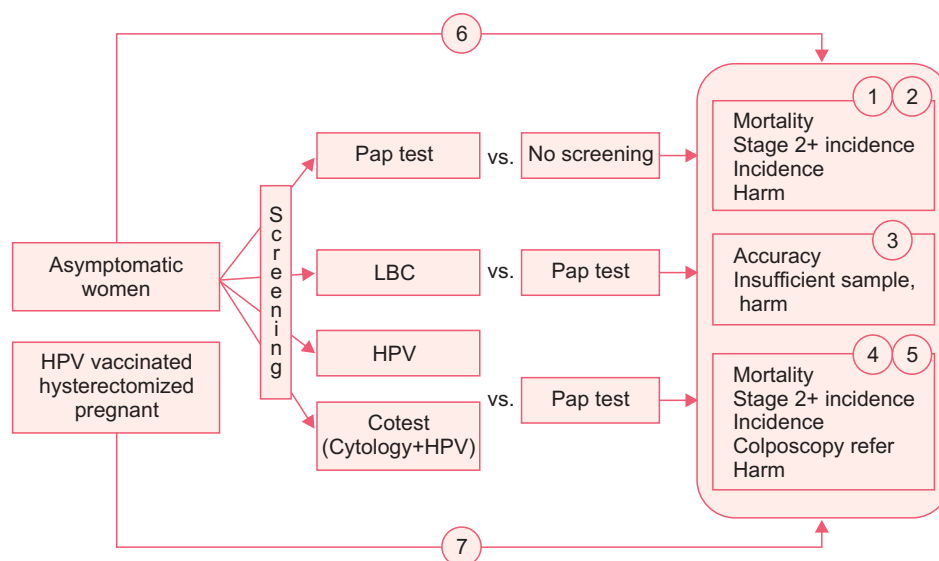 6
1 2
Mortality
Stage 2+ incidence
Incidence
Harm
Pap test
vs.
No screening
Screening
Asymptomatic
women
LBC
vs.
Pap test
3
Accuracy
Insufficient sample,
harm
HPV vaccinated
hysterectomized
pregnant
HPV
Cotest
(Cytology+HPV)
vs.
Pap test
4 5
Mortality
Stage 2+ incidence
Incidence
Colposcopy refer
Harm
7